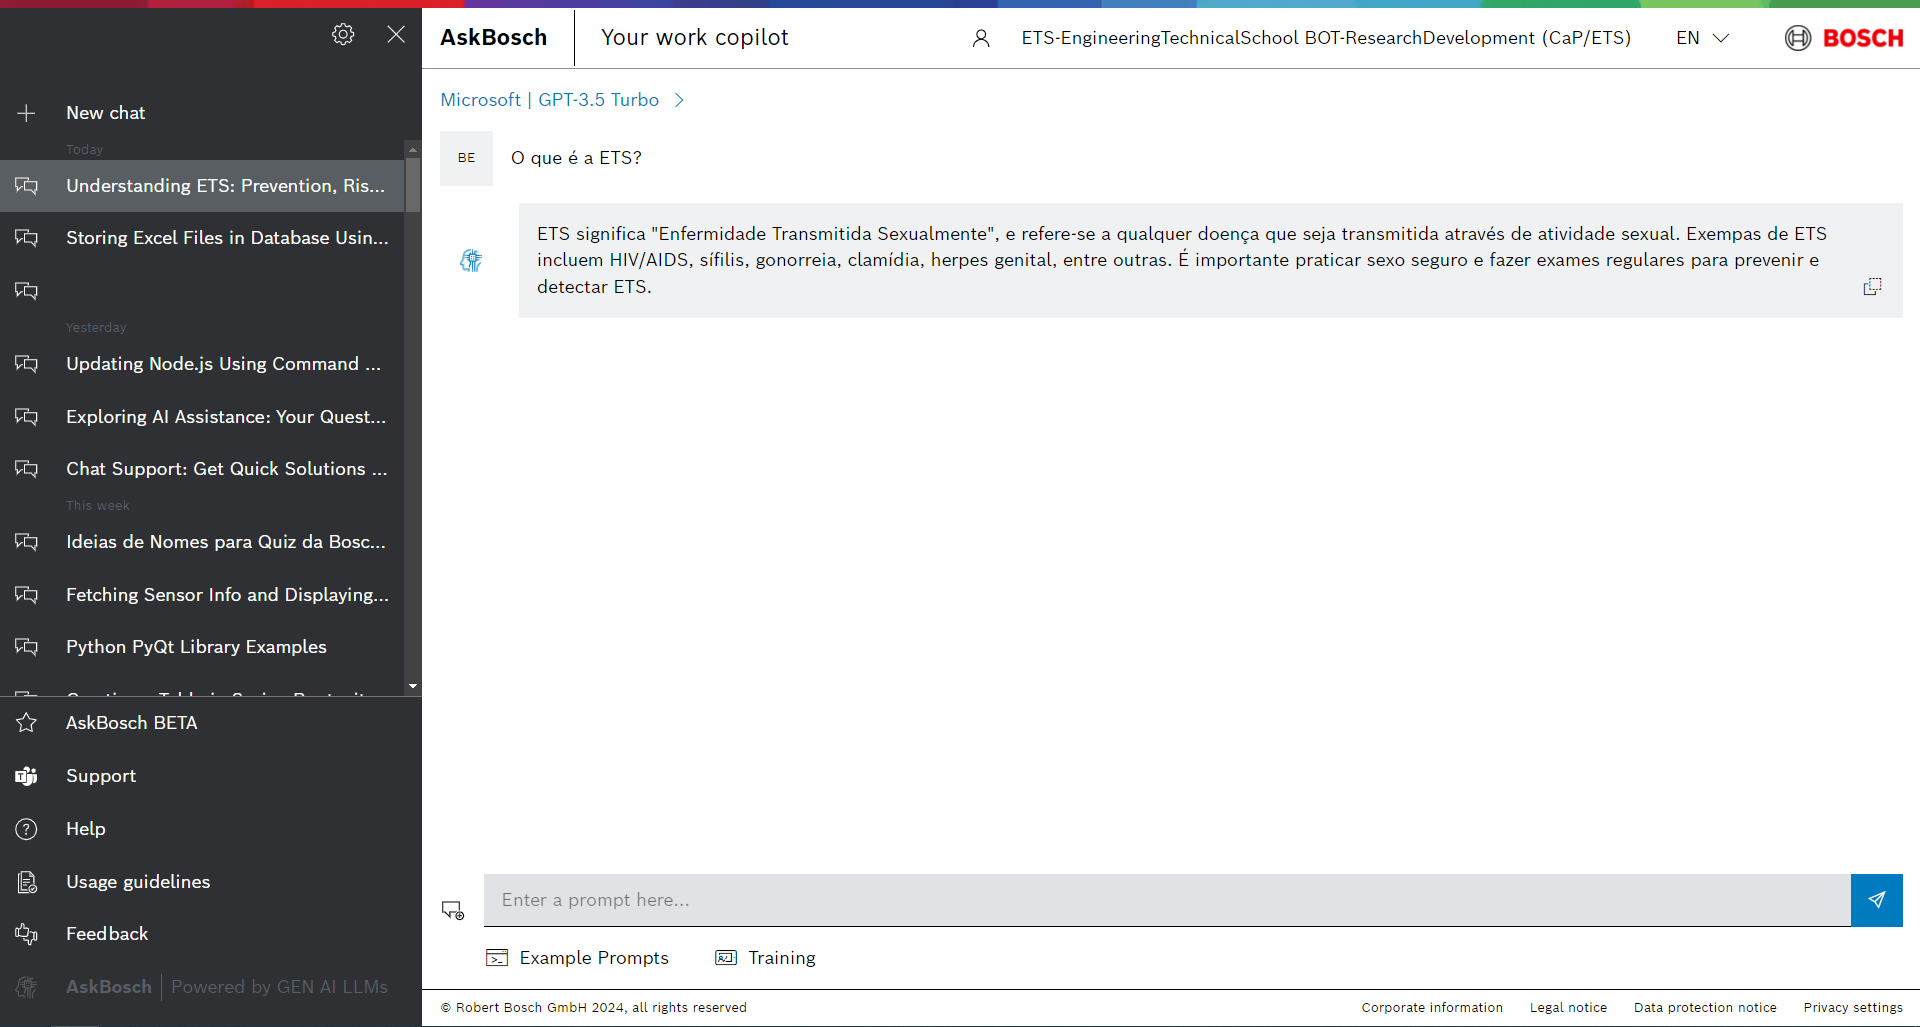 New chat
Today
Understanding ETS: Prevention, Ris...
Storing Excel Files in Database Usin...
Yesterday
Updating Node.js Using Command ...
Exploring AI Assistance: Your Quest...
Chat Support: Get Quick Solutions ...
This week
Ideias de Nomes para Quiz da Bosc...
Fetching Sensor Info and Displaying...
Python PyQt Library Examples
AskBosch BETA
Support
Help
Usage guidelines
Feedback
AskBosch | Powered by GEN AI LLMs
AskBosch
Your work copilot
ETS-EngineeringTechnicalSchool BOT-ResearchDevelopment (CaP/ETS)
EN
BOSCH
Microsoft | GPT-3.5 Turbo
BE
O que é a ETS?
ETS significa "Enfermidade Transmitida Sexualmente", e refere-se a qualquer doença que seja transmitida através de atividade sexual. Exempas de ETS
incluem HIV/AIDS, sífilis, gonorreia, clamídia, herpes genital, entre outras. É importante praticar sexo seguro e fazer exames regulares para prevenir e
detectar ETS.
Enter a prompt here...
Example Prompts
Training
© Robert Bosch GmbH 2024, all rights reserved
Corporate information
Legal notice
Data protection notice
Privacy settings